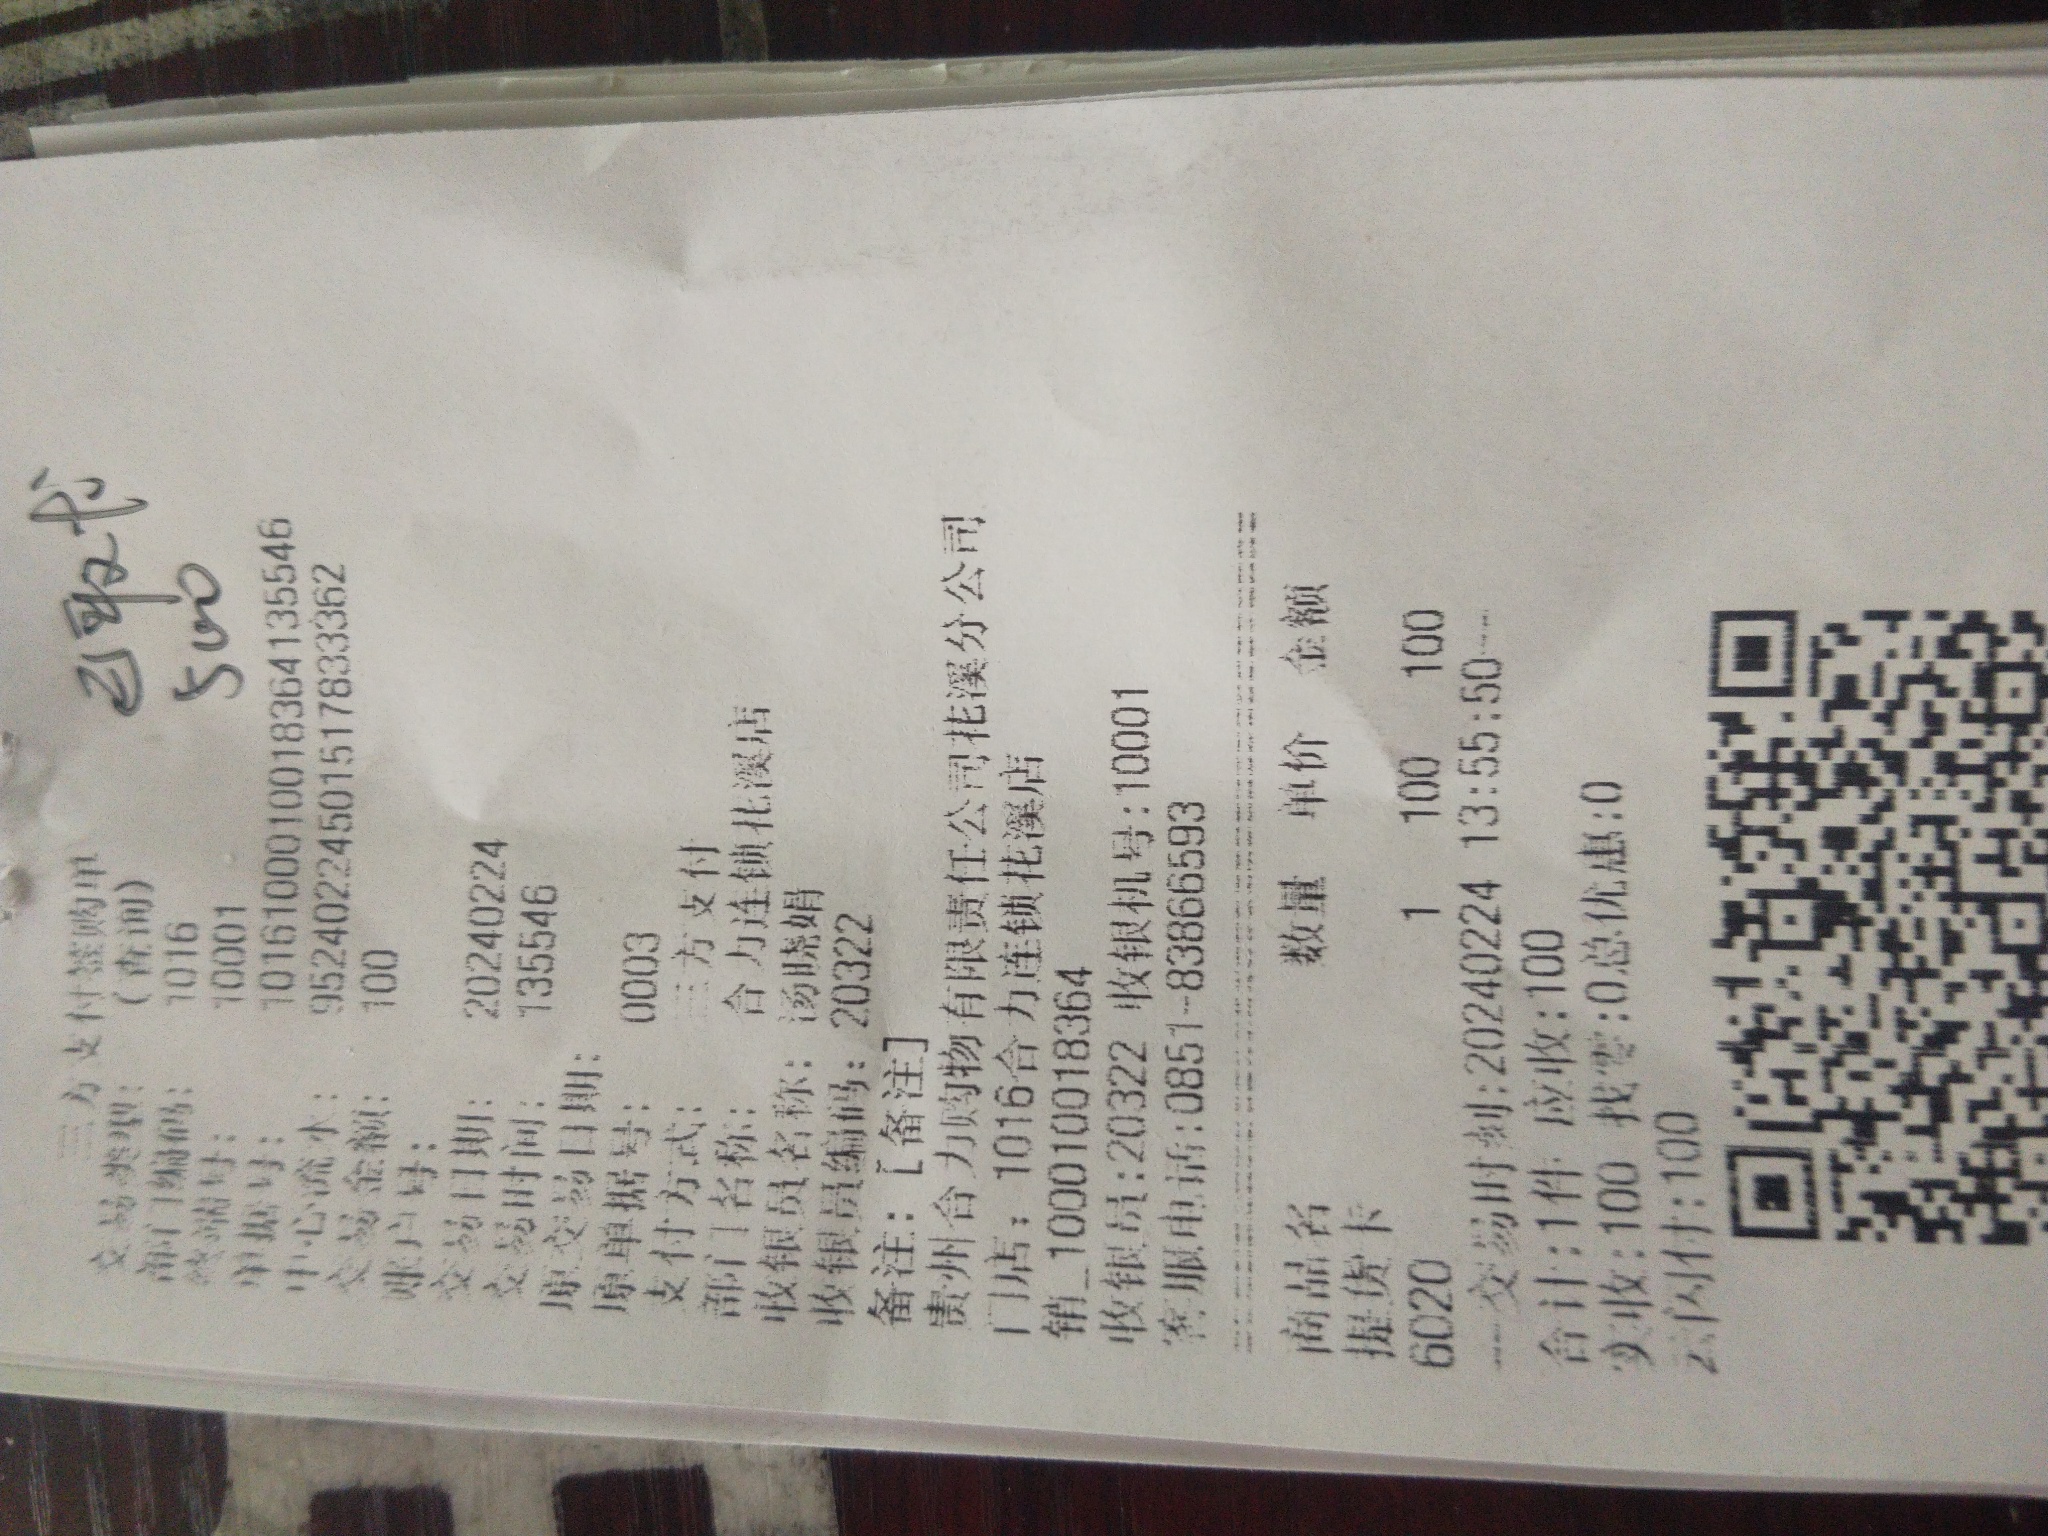 已取书
500
三方支付签购单
交易类型: (查询)
部门编码: 1016
终端号: 10001
单据号: 1016100010018364135546
中心流水: 95240224501551783 3362
交易金额: 100
账户号:
交易日期: 20240224
交易时间: 135546
原交易日期:
原单据号: 0003
支付方式: 三方支付
部门名称: 合力连锁花溪店
收银员名称: 汤晓娟
收银员编码: 20322
备注: [备注]
贵州合力购物有限责任公司花溪分公司
门店: 1016合力连锁花溪店
销_1000100018364
收银员:20322 收银机号:10001
客服电话:0851-83866593
商品名 数量 单价 金额
提货卡
6020 1 100 100
---交易时刻:20240224 13:55:50---
合计:1件 应收:100
实收:100 找零:0总优惠:0
云闪付:100